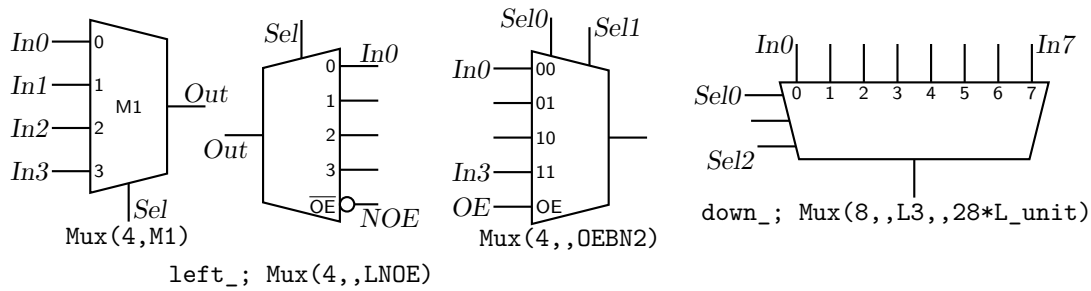 In0 0
In1 1
In2 2
In3 3
M1
Out
Sel
Mux(4,M1)
Sel
0 In0
1
2
3
OE NOE
Out
left_; Mux(4,,LNOE)
Sel0
Sel1
In0 00
01
10
In3 11
OE OE
Mux(4,,OEBN2)
In0 In7
0 1 2 3 4 5 6 7
Sel0
Sel2
down_; Mux(8,,L3,,28*L_unit)